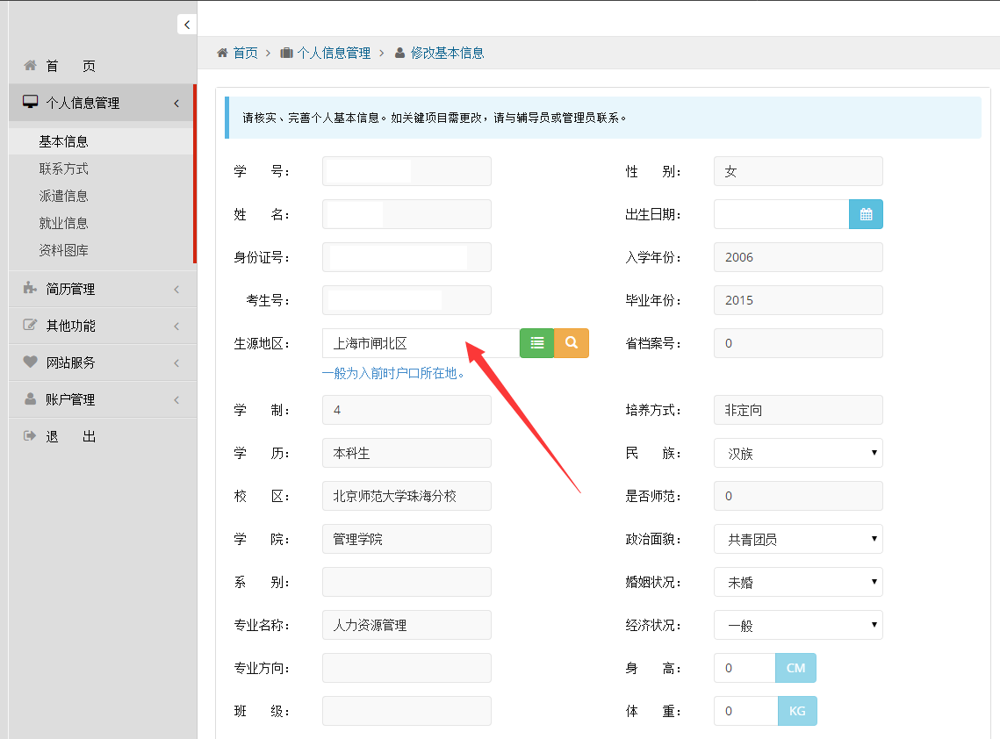 首 页
个人信息管理
基本信息
联系方式
派遣信息
就业信息
资料图库
简历管理
其他功能
网站服务
账户管理
退 出
首页 > 个人信息管理 > 修改基本信息
请核实、完善个人基本信息。如关键项目需更改，请与辅导员或管理员联系。
学 号： 性 别： 女
姓 名： 出生日期：
身份证号： 入学年份： 2006
考生号： 毕业年份： 2015
生源地区： 上海市闸北区 省档案号： 0
一般为入前时户口所在地。
学 制： 4 培养方式： 非定向
学 历： 本科生 民 族： 汉族
校 区： 北京师范大学珠海分校 是否师范： 0
学 院： 管理学院 政治面貌： 共青团员
系 别： 婚姻状况： 未婚
专业名称： 人力资源管理 经济状况： 一般
专业方向： 身 高： 0 CM
班 级： 体 重： 0 KG